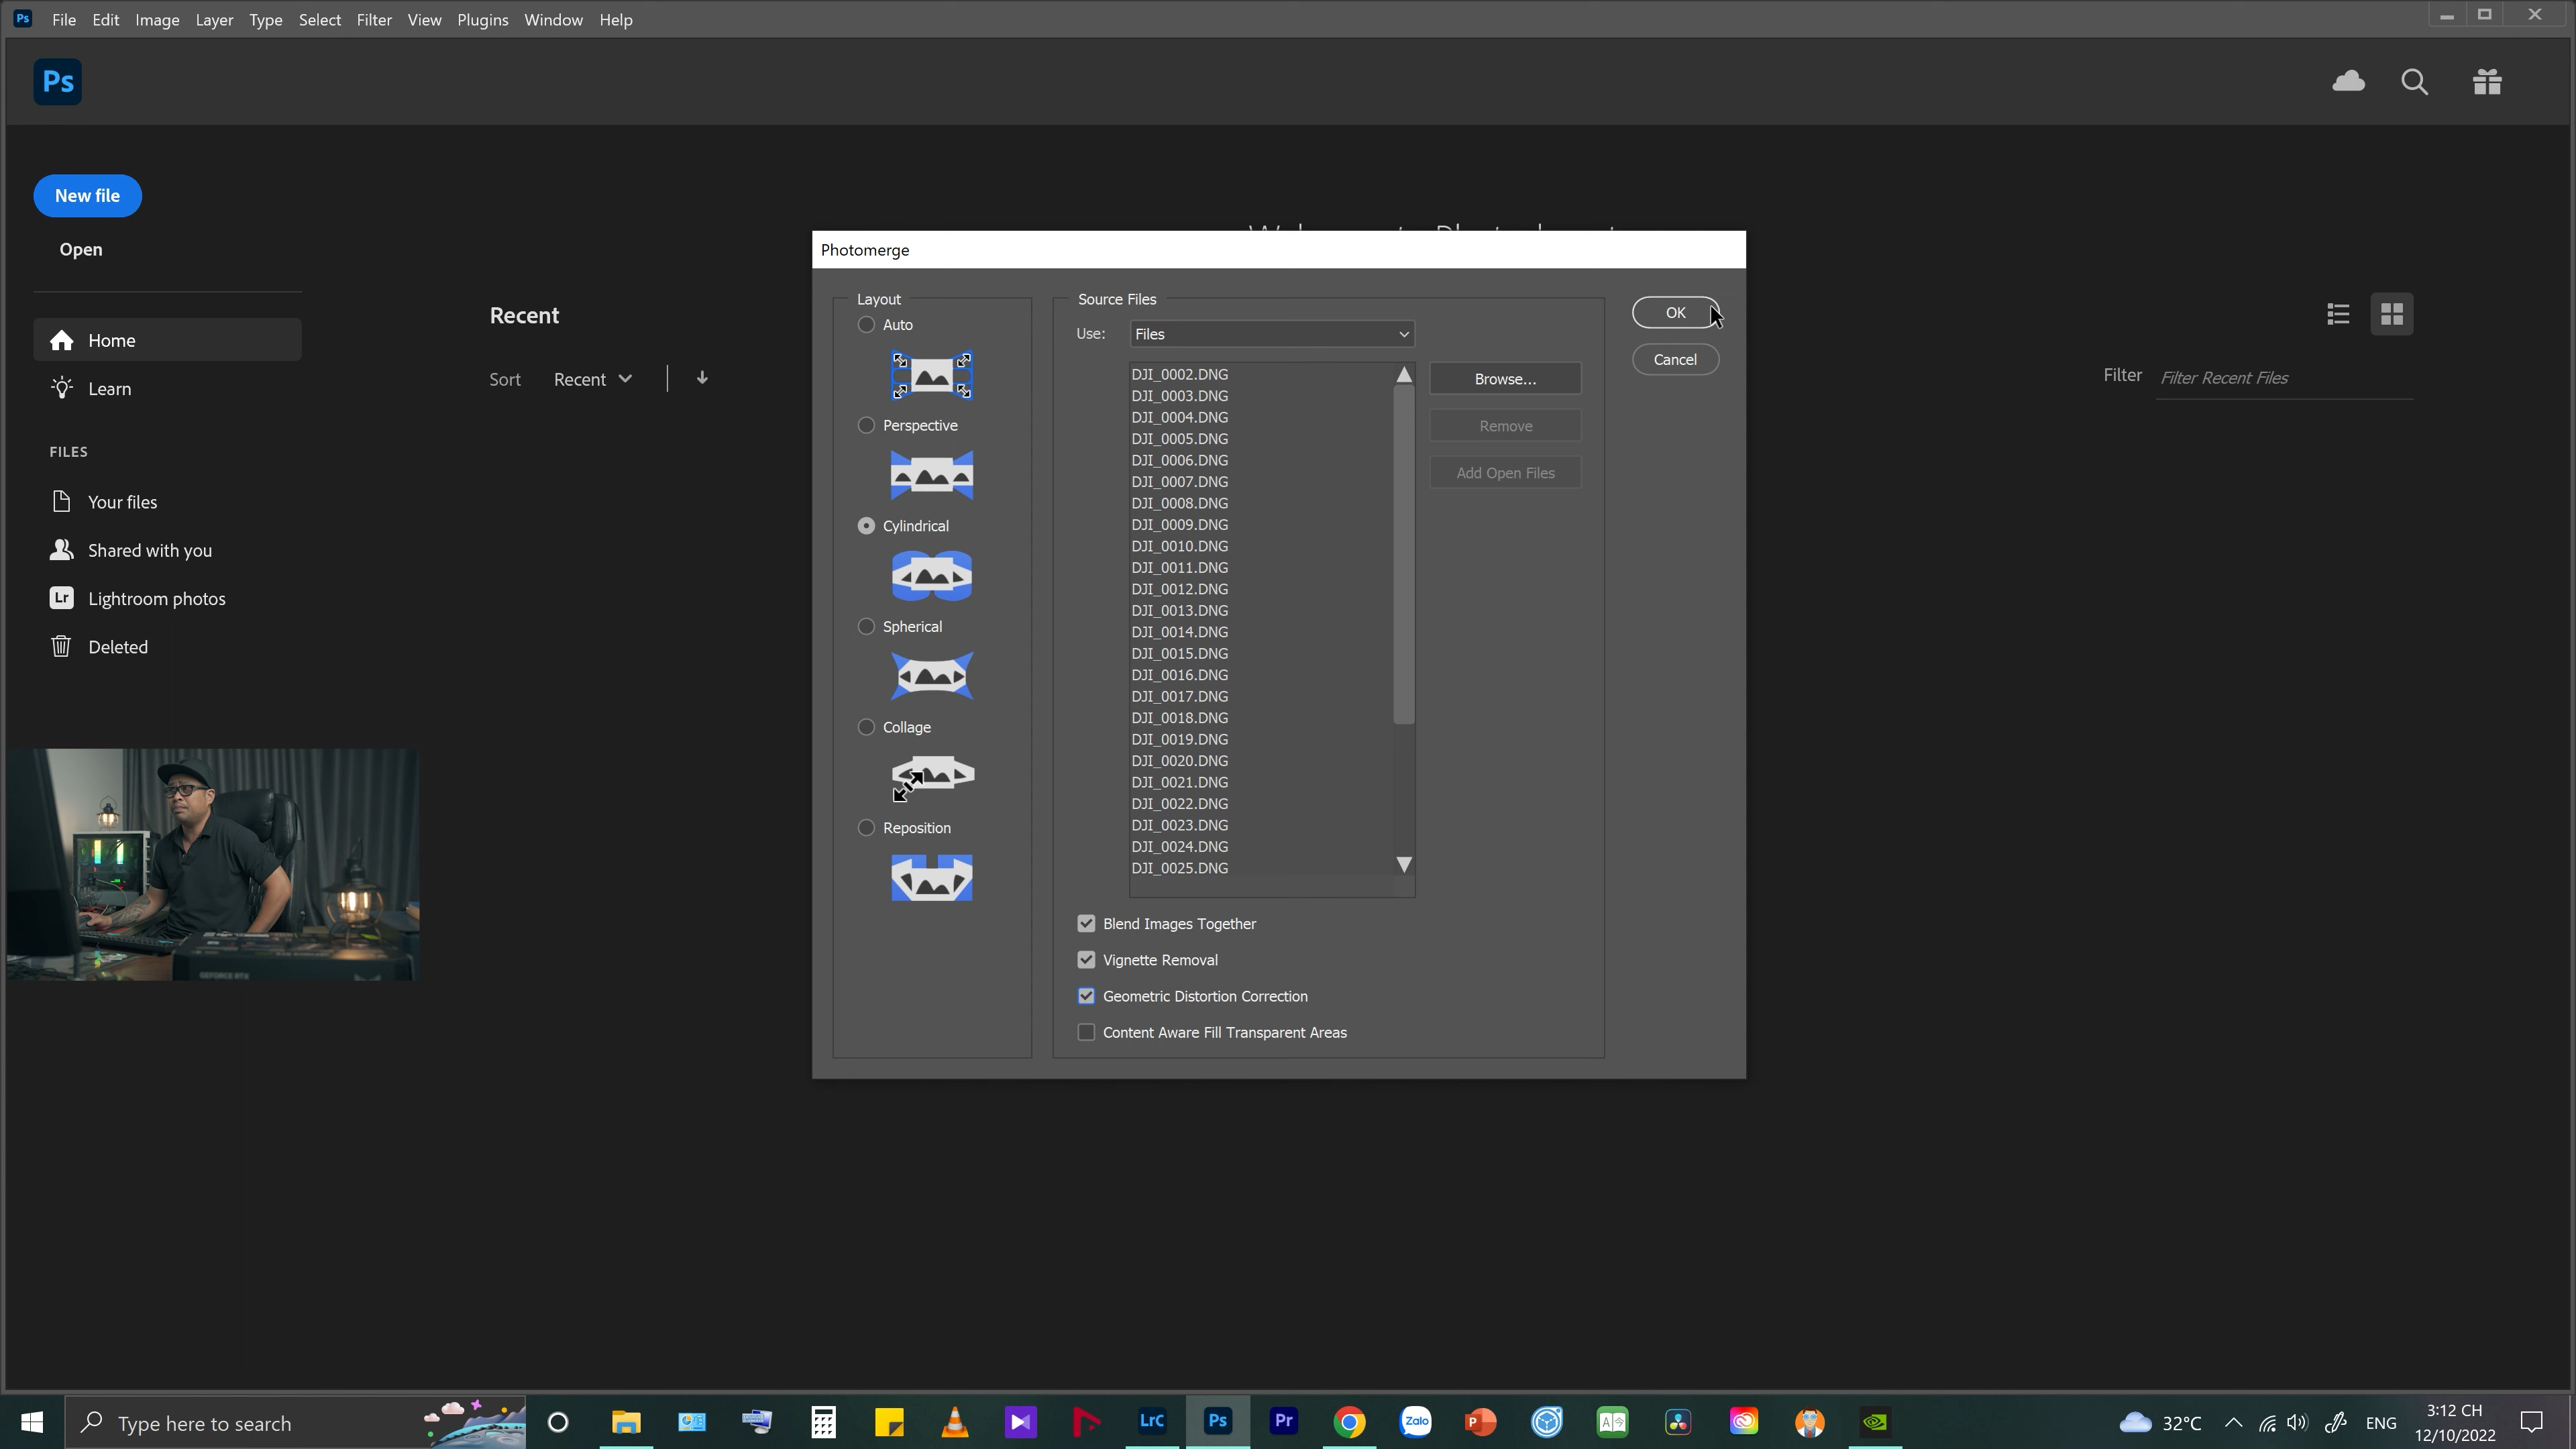 Ps File Edit Image Layer Type Select Filter View Plugins Window Help
Ps
New file
Open
Home
Learn
FILES
Your files
Shared with you
Lr Lightroom photos
Deleted
Recent
Sort Recent
Filter Filter Recent Files
Photomerge
Layout
Auto
Perspective
Cylindrical
Spherical
Collage
Reposition
Source Files
Use: Files
DJI_0002.DNG
DJI_0003.DNG
DJI_0004.DNG
DJI_0005.DNG
DJI_0006.DNG
DJI_0007.DNG
DJI_0008.DNG
DJI_0009.DNG
DJI_0010.DNG
DJI_0011.DNG
DJI_0012.DNG
DJI_0013.DNG
DJI_0014.DNG
DJI_0015.DNG
DJI_0016.DNG
DJI_0017.DNG
DJI_0018.DNG
DJI_0019.DNG
DJI_0020.DNG
DJI_0021.DNG
DJI_0022.DNG
DJI_0023.DNG
DJI_0024.DNG
DJI_0025.DNG
Browse...
Remove
Add Open Files
Blend Images Together
Vignette Removal
Geometric Distortion Correction
Content Aware Fill Transparent Areas
OK
Cancel
GEFORCE RTX
Type here to search
LrC Ps Pr Zalo P
32°C ENG
3:12 CH
12/10/2022